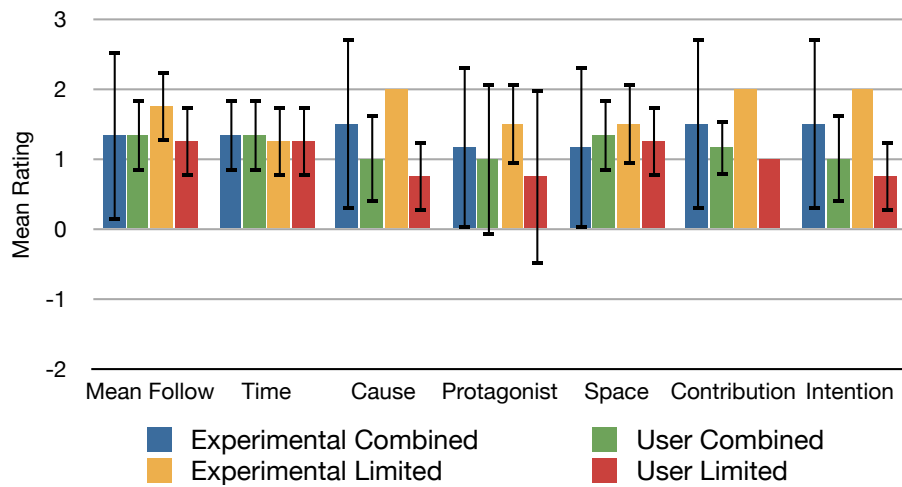 3
2
1
0
-1
-2
Mean Rating
Mean Follow Time Cause Protagonist Space Contribution Intention
Experimental Combined User Combined
Experimental Limited User Limited